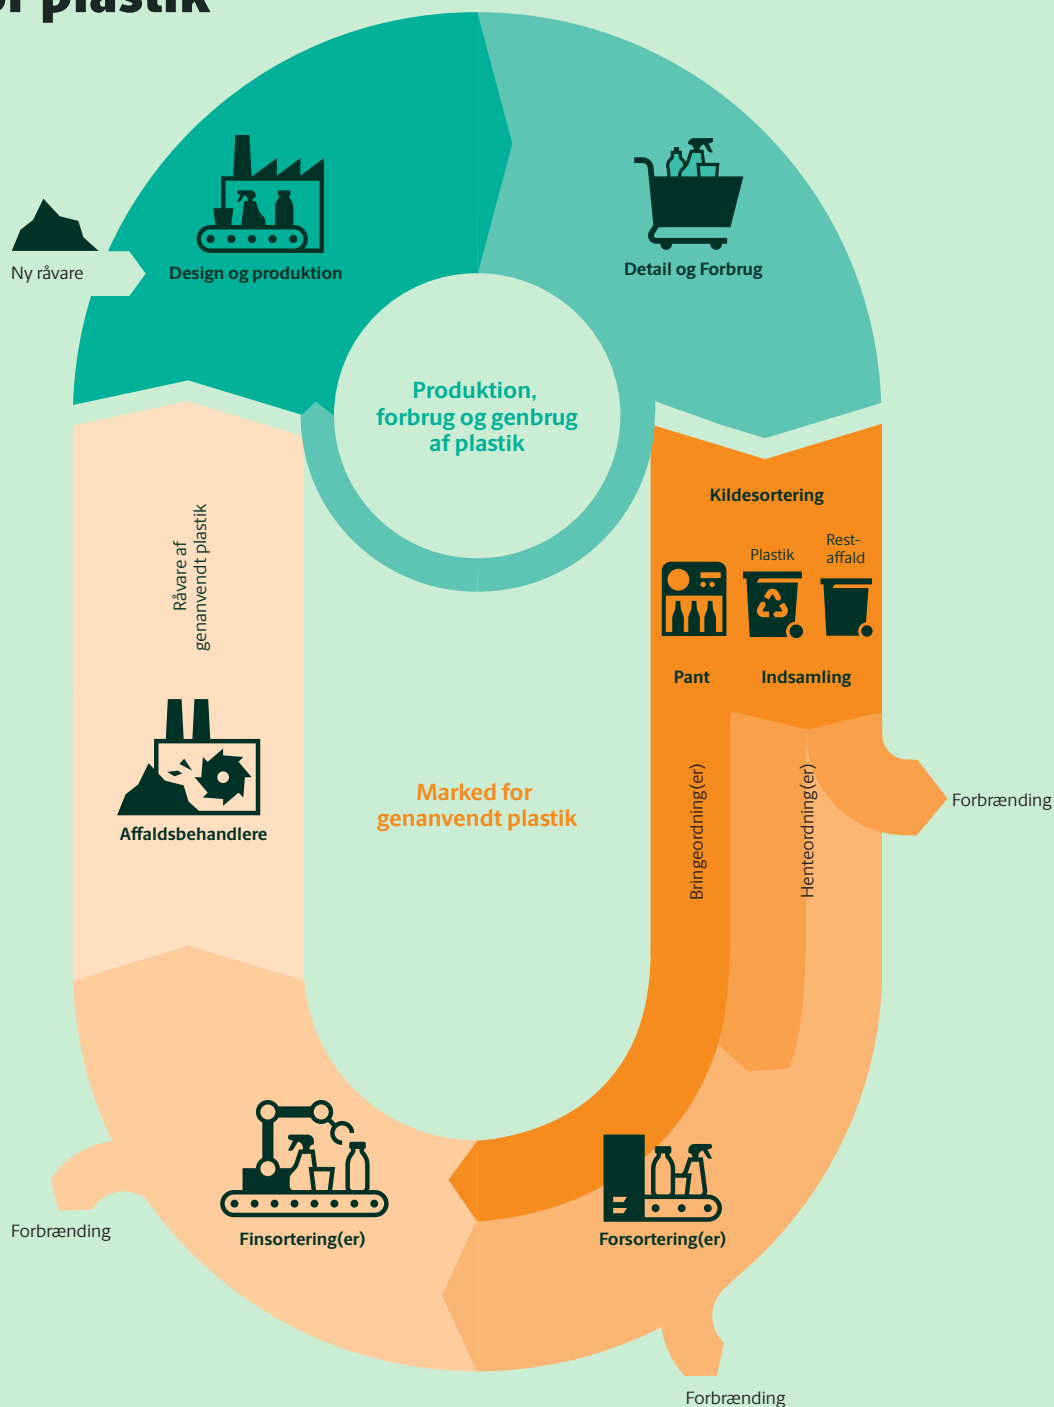 plastik
Ny råvare
Design og produktion
Detail og Forbrug
Produktion,
forbrug og genbrug
af plastik
Kildesortering
Plastik
Rest-
affald
Pant
Indsamling
Råvare af
genanvendt plastik
Affaldsbehandlere
Marked for
genanvendt plastik
Bringeordning(er)
Henteordning(er)
Forbrænding
Finsortering(er)
Forsortering(er)
Forbrænding
Forbrænding